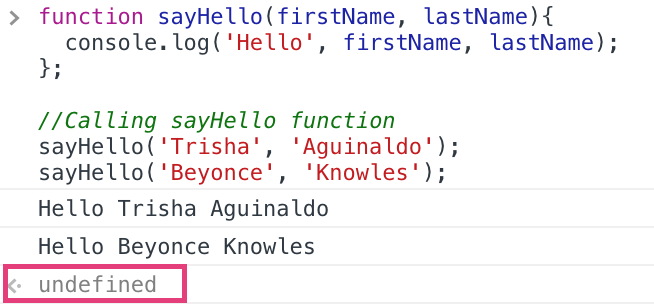 function sayHello(firstName, lastName){
  console.log('Hello', firstName, lastName);
};

//Calling sayHello function
sayHello('Trisha', 'Aguinaldo');
sayHello('Beyonce', 'Knowles');
Hello Trisha Aguinaldo
Hello Beyonce Knowles
undefined